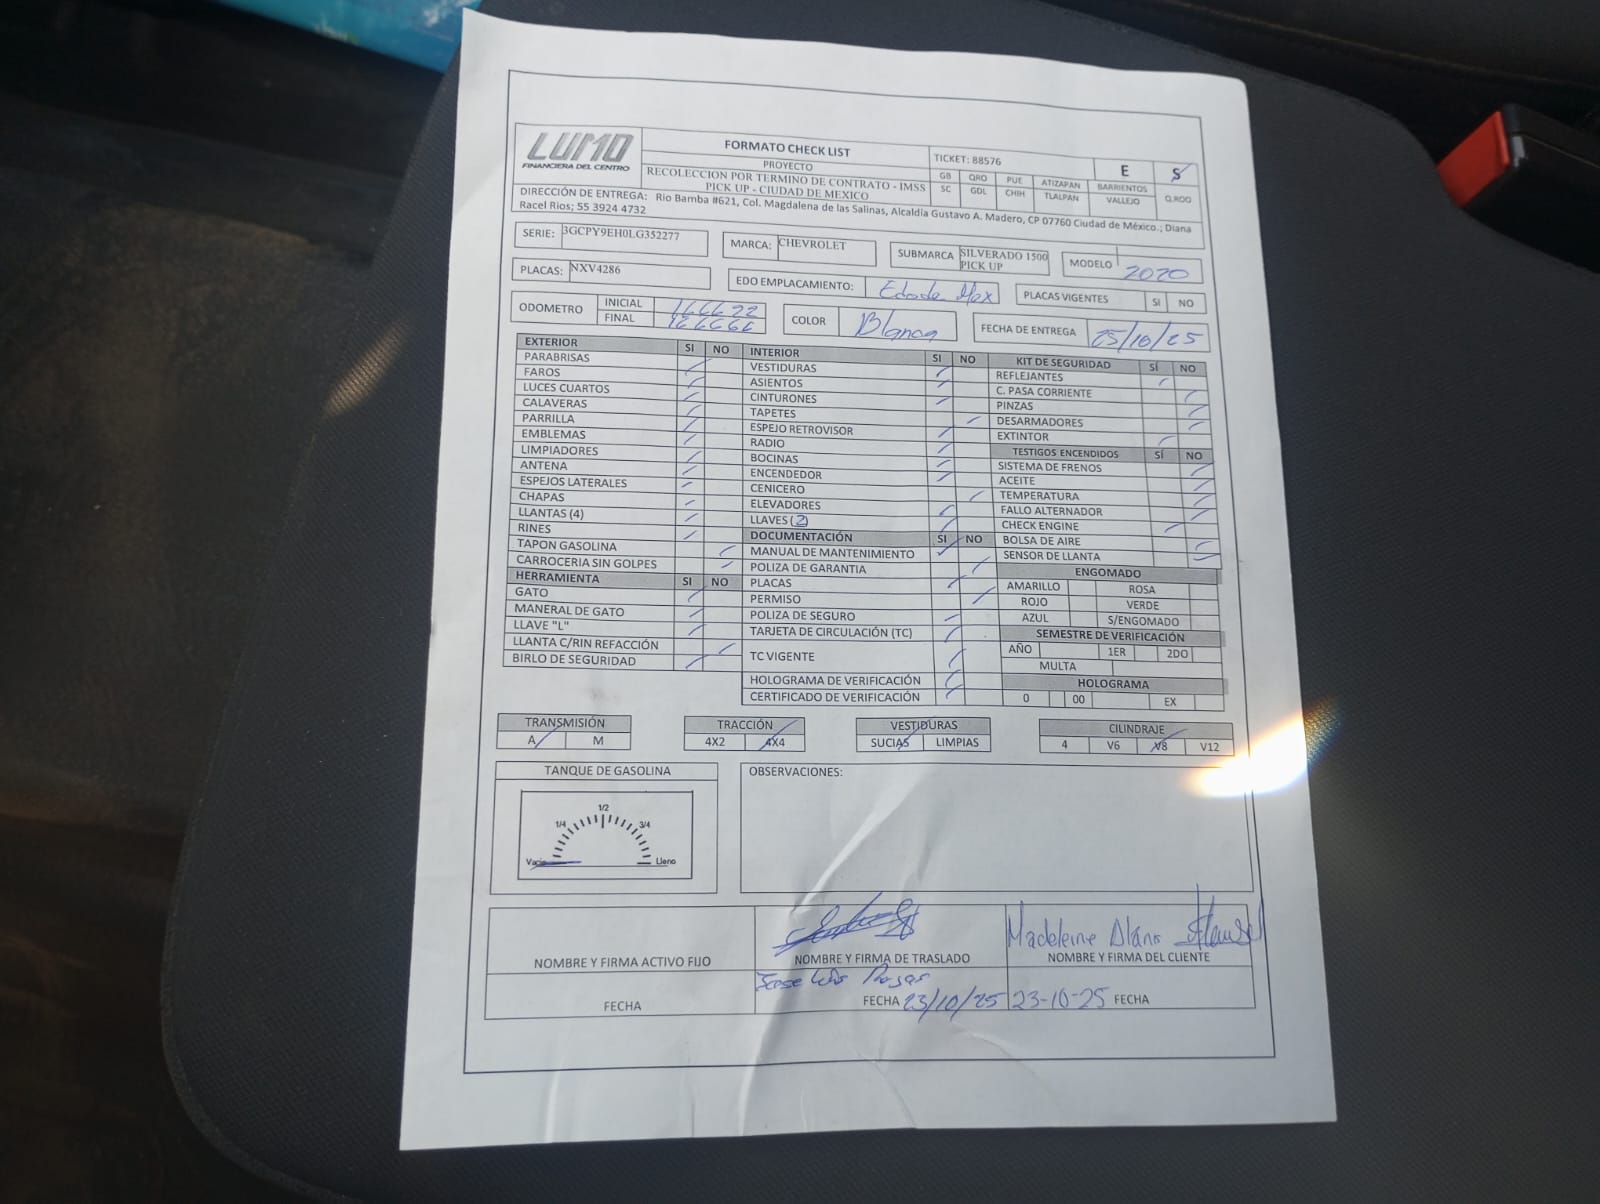 LUMO
FINANCIERA DEL CENTRO
FORMATO CHECK LIST
PROYECTO
RECOLECCION POR TERMINO DE CONTRATO - IMSS
PICK UP - CIUDAD DE MEXICO
TICKET: 88576
E S
GB QRO PUE ATIZAPAN BARRIENTOS Q.ROO
SC GDL CHIH TLALPAN VALLEJO
DIRECCIÓN DE ENTREGA: Rio Bamba #621, Col. Magdalena de las Salinas, Alcaldia Gustavo A. Madero, CP 07760 Ciudad de México.; Diana
Racel Rios; 55 3924 4732
SERIE: 3GCPY9EH0LG352277
MARCA: CHEVROLET
SUBMARCA SILVERADO 1500
PICK UP
MODELO 2020
PLACAS: NXV4286
EDO EMPLACAMIENTO: Edo de Mex
PLACAS VIGENTES SI NO
ODOMETRO
INICIAL 166622
FINAL 166666
COLOR Blanca
FECHA DE ENTREGA 25/10/25
EXTERIOR SI NO
PARABRISAS
FAROS
LUCES CUARTOS
CALAVERAS
PARRILLA
EMBLEMAS
LIMPIADORES
ANTENA
ESPEJOS LATERALES
CHAPAS
LLANTAS (4)
RINES
TAPON GASOLINA
CARROCERIA SIN GOLPES
HERRAMIENTA SI NO
GATO
MANERAL DE GATO
LLAVE "L"
LLANTA C/RIN REFACCIÓN
BIRLO DE SEGURIDAD
INTERIOR SI NO
VESTIDURAS
ASIENTOS
CINTURONES
TAPETES
ESPEJO RETROVISOR
RADIO
BOCINAS
ENCENDEDOR
CENICERO
ELEVADORES
LLAVES (2)
DOCUMENTACIÓN SI NO
MANUAL DE MANTENIMIENTO
POLIZA DE GARANTIA
PLACAS
PERMISO
POLIZA DE SEGURO
TARJETA DE CIRCULACIÓN (TC)
TC VIGENTE
HOLOGRAMA DE VERIFICACIÓN
CERTIFICADO DE VERIFICACIÓN
KIT DE SEGURIDAD SÍ NO
REFLEJANTES
C. PASA CORRIENTE
PINZAS
DESARMADORES
EXTINTOR
TESTIGOS ENCENDIDOS SÍ NO
SISTEMA DE FRENOS
ACEITE
TEMPERATURA
FALLO ALTERNADOR
CHECK ENGINE
BOLSA DE AIRE
SENSOR DE LLANTA
ENGOMADO
AMARILLO ROSA
ROJO VERDE
AZUL S/ENGOMADO
SEMESTRE DE VERIFICACIÓN
AÑO 1ER 2DO
MULTA
HOLOGRAMA
0 00 EX
TRANSMISIÓN
A M
TRACCIÓN
4X2 4X4
VESTIDURAS
SUCIAS LIMPIAS
CILINDRAJE
4 V6 V8 V12
TANQUE DE GASOLINA
1/2
1/4 3/4
Vacio Lleno
OBSERVACIONES:
Madeleine Alanis
NOMBRE Y FIRMA ACTIVO FIJO
NOMBRE Y FIRMA DE TRASLADO
NOMBRE Y FIRMA DEL CLIENTE
Jose Luis Rojas
FECHA
FECHA 23/10/25
23-10-25 FECHA